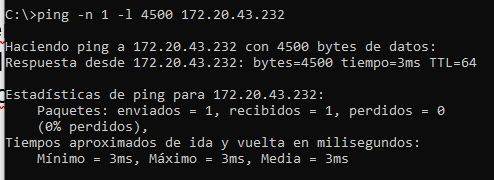 C:\>ping -n 1 -l 4500 172.20.43.232
Haciendo ping a 172.20.43.232 con 4500 bytes de datos:
Respuesta desde 172.20.43.232: bytes=4500 tiempo=3ms TTL=64
Estadísticas de ping para 172.20.43.232:
Paquetes: enviados = 1, recibidos = 1, perdidos = 0
(0% perdidos),
Tiempos aproximados de ida y vuelta en milisegundos:
Mínimo = 3ms, Máximo = 3ms, Media = 3ms